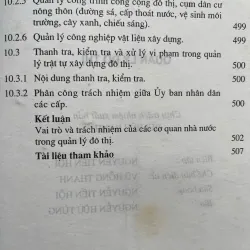 10.2.5 Quản lý công trình công cộng đô thị, cụm dân cư
nông thôn (đường sá, cấp thoát nước, vệ sinh môi
trường, cây xanh, chiếu sáng). 499
10.2.6 Quản lý công nghiệp vật liệu xây dựng. 499
10.3 Thanh tra, kiểm tra và xử lý vi phạm trong quản
lý trật tự xây dựng đô thị. 500
10.3.1 Nội dung thanh tra, kiểm tra. 500
10.3.2 Phân công trách nhiệm giữa Ủy ban nhân dân
các cấp. 500
Kết luận
Vai trò và trách nhiệm của các cơ quan nhà nước
trong quản lý đô thị. 502
Tài liệu tham khảo 507